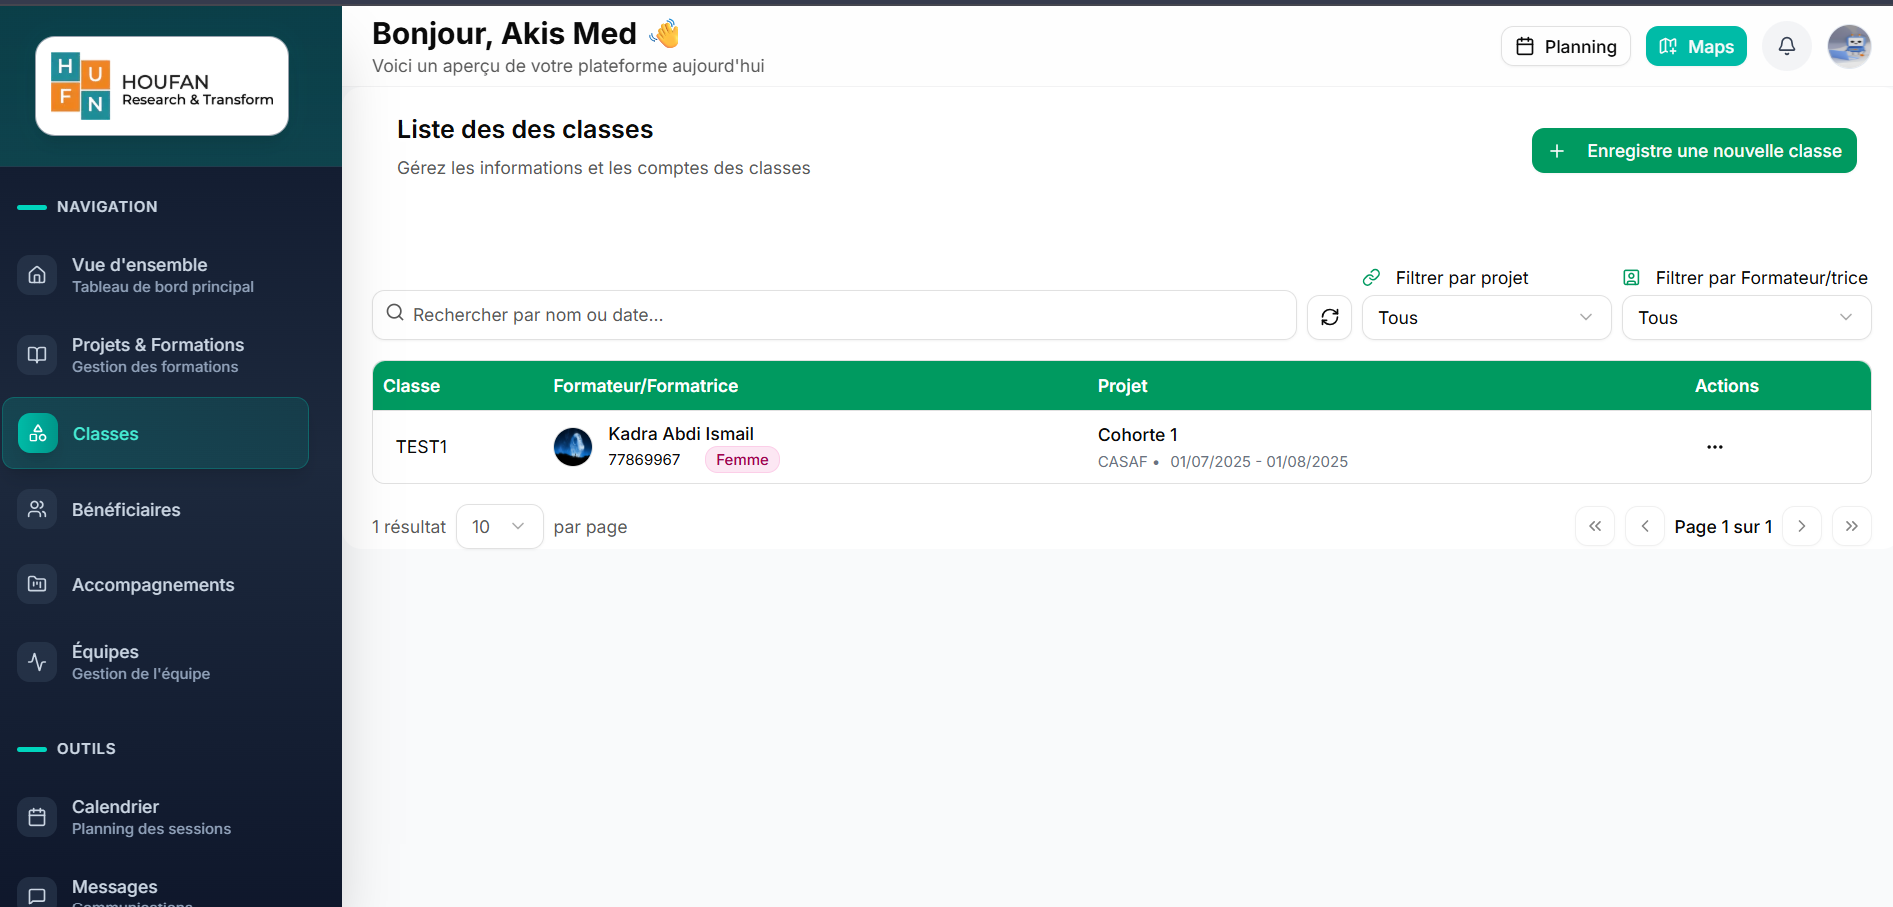 H
U
F
N
HOUFAN
Research & Transform
NAVIGATION
Vue d'ensemble
Tableau de bord principal
Projets & Formations
Gestion des formations
Classes
Bénéficiaires
Accompagnements
Équipes
Gestion de l'équipe
OUTILS
Calendrier
Planning des sessions
Messages
Communications
Bonjour, Akis Med 👋
Voici un aperçu de votre plateforme aujourd'hui
Planning
Maps
Liste des des classes
Gérez les informations et les comptes des classes
+ Enregistre une nouvelle classe
Rechercher par nom ou date...
Filtrer par projet
Tous
Filtrer par Formateur/trice
Tous
Classe Formateur/Formatrice Projet Actions
TEST1
Kadra Abdi Ismail
77869967 Femme
Cohorte 1
CASAF • 01/07/2025 - 01/08/2025
...
1 résultat 10 par page
« ‹ Page 1 sur 1 › »